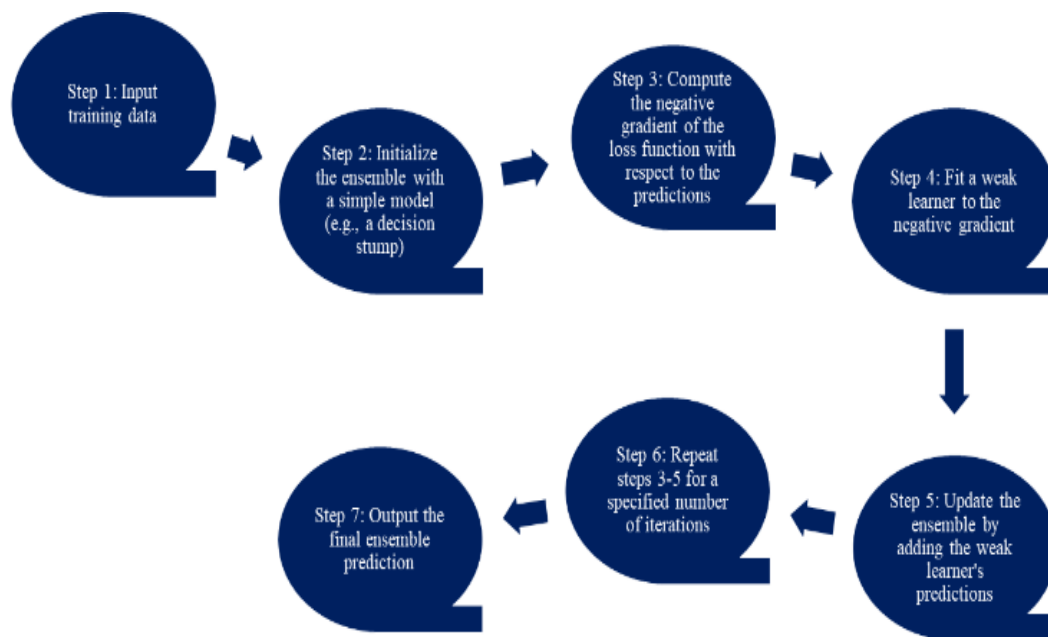 Step 1: Input
training data
Step 2: Initialize
the ensemble with
a simple model
(e.g., a decision
stump)
Step 3: Compute
the negative
gradient of the
loss function with
respect to the
predictions
Step 4: Fit a weak
learner to the
negative gradient
Step 5: Update the
ensemble by
adding the weak
learner's
predictions
Step 6: Repeat
steps 3-5 for a
specified number
of iterations
Step 7: Output the
final ensemble
prediction